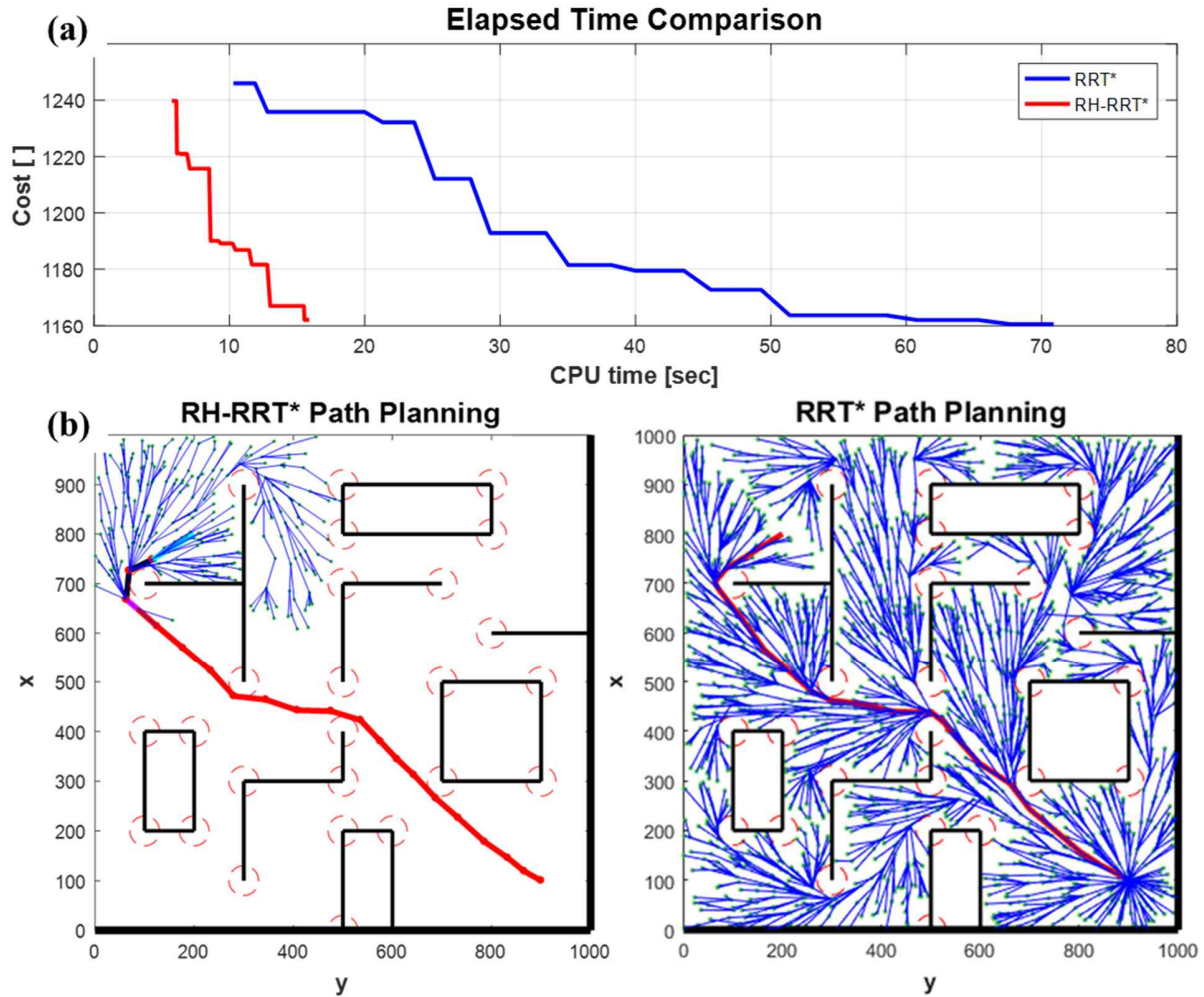 (a)
Elapsed Time Comparison
RRT*
RH-RRT*
Cost [ ]
1240
1220
1200
1180
1160
0 10 20 30 40 50 60 70 80
CPU time [sec]
(b)
RH-RRT* Path Planning
RRT* Path Planning
x
900
800
700
600
500
400
300
200
100
0
0 200 400 600 800 1000
y
x
1000
900
800
700
600
500
400
300
200
100
0
0 200 400 600 800 1000
y